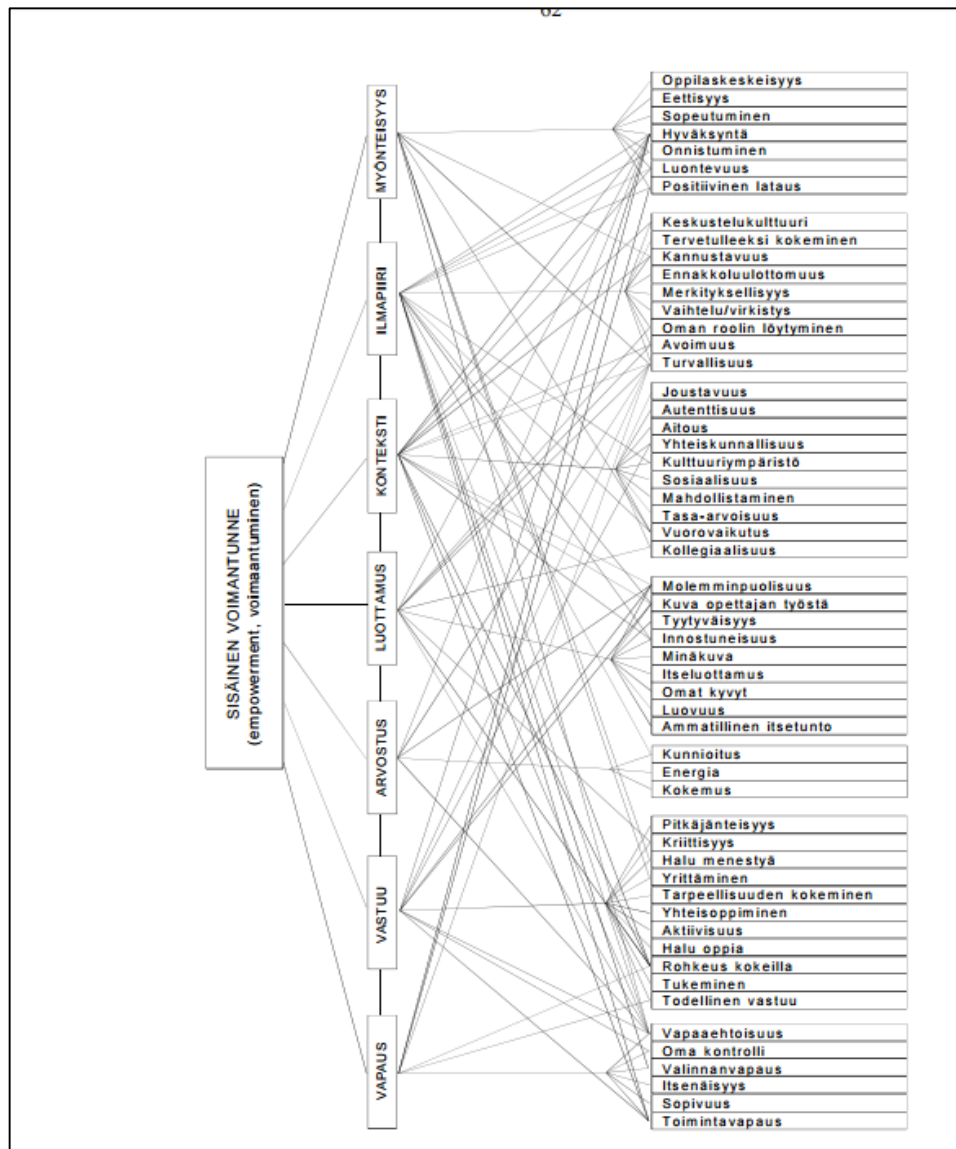 62
SISÄINEN VOIMANTUNNE
(empowerment, voimaantuminen)
MYÖNTEISYYS
ILMAPIIRI
KONTEKSTI
LUOTTAMUS
ARVOSTUS
VASTUU
VAPAUS
Oppilaskeskeisyys
Eettisyys
Sopeutuminen
Hyväksyntä
Onnistuminen
Luontevuus
Positiivinen lataus
Keskustelukulttuuri
Tervetulleeksi kokeminen
Kannustavuus
Ennakkoluulottomuus
Merkityksellisyys
Vaihtelu/virkistys
Oman roolin löytyminen
Avoimuus
Turvallisuus
Joustavuus
Autenttisuus
Aitous
Yhteiskunnallisuus
Kulttuuriympäristö
Sosiaalisuus
Mahdollistaminen
Tasa-arvoisuus
Vuorovaikutus
Kollegiaalisuus
Molemminpuolisuus
Kuva opettajan työstä
Tyytyväisyys
Innostuneisuus
Minäkuva
Itseluottamus
Omat kyvyt
Luovuus
Ammatillinen itsetunto
Kunnioitus
Energia
Kokemus
Pitkäjänteisyys
Kriittisyys
Halu menestyä
Yrittäminen
Tarpeellisuuden kokeminen
Yhteisoppiminen
Aktiivisuus
Halu oppia
Rohkeus kokeilla
Tukeminen
Todellinen vastuu
Vapaaehtoisuus
Oma kontrolli
Valinnanvapaus
Itsenäisyys
Sopivuus
Toimintavapaus